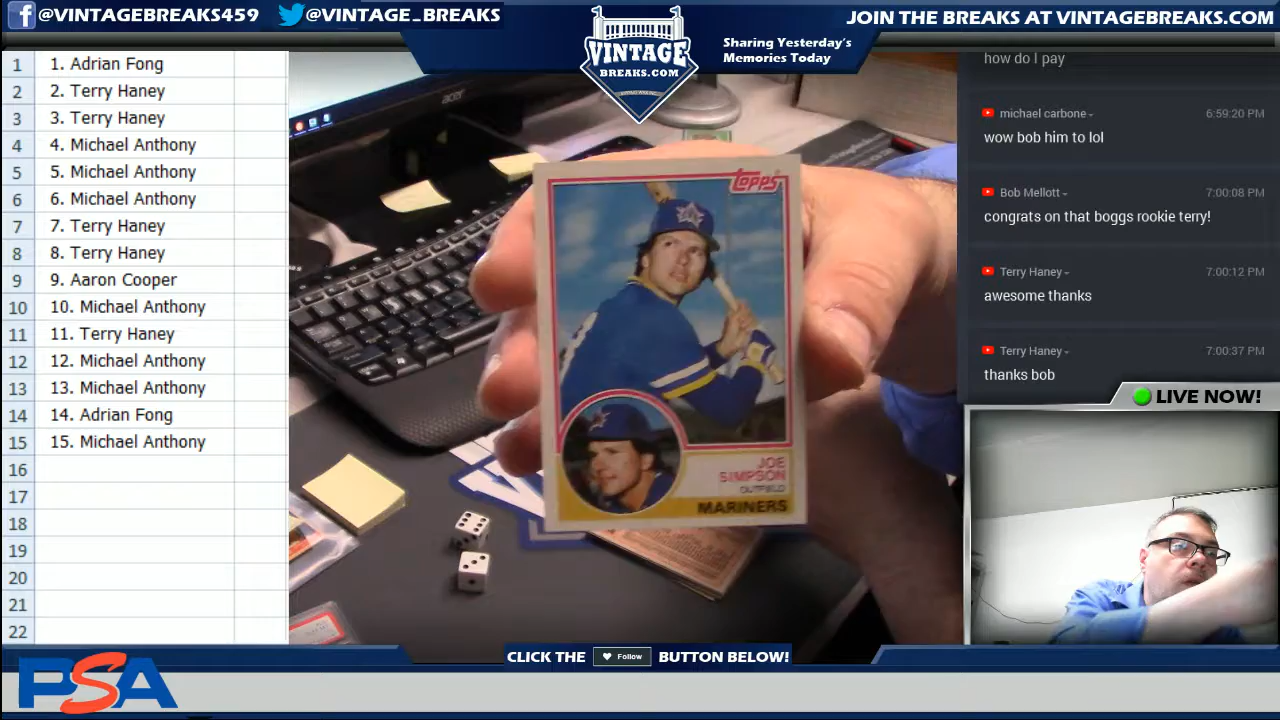 @VINTAGEBREAKS459
@VINTAGE_BREAKS
VINTAGE
BREAKS.COM
Sharing Yesterday's
Memories Today
JOIN THE BREAKS AT VINTAGEBREAKS.COM
1 1. Adrian Fong
2 2. Terry Haney
3 3. Terry Haney
4 4. Michael Anthony
5 5. Michael Anthony
6 6. Michael Anthony
7 7. Terry Haney
8 8. Terry Haney
9 9. Aaron Cooper
10 10. Michael Anthony
11 11. Terry Haney
12 12. Michael Anthony
13 13. Michael Anthony
14 14. Adrian Fong
15 15. Michael Anthony
16
17
18
19
20
21
22
acer
TOPPS
JOE
SIMPSON
OUTFIELD
MARINERS
how do I pay
michael carbone 6:59:20 PM
wow bob him to lol
Bob Mellott 7:00:08 PM
congrats on that boggs rookie terry!
Terry Haney 7:00:12 PM
awesome thanks
Terry Haney 7:00:37 PM
thanks bob
LIVE NOW!
CLICK THE Follow BUTTON BELOW!
PSA